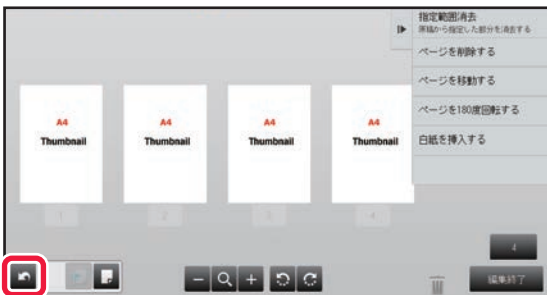 指定範囲消去
原稿から指定した部分を消去する
ページを削除する
ページを移動する
ページを180度回転する
白紙を挿入する
A4
Thumbnail
A4
Thumbnail
A4
Thumbnail
A4
Thumbnail
1
2
3
4
4
編集終了